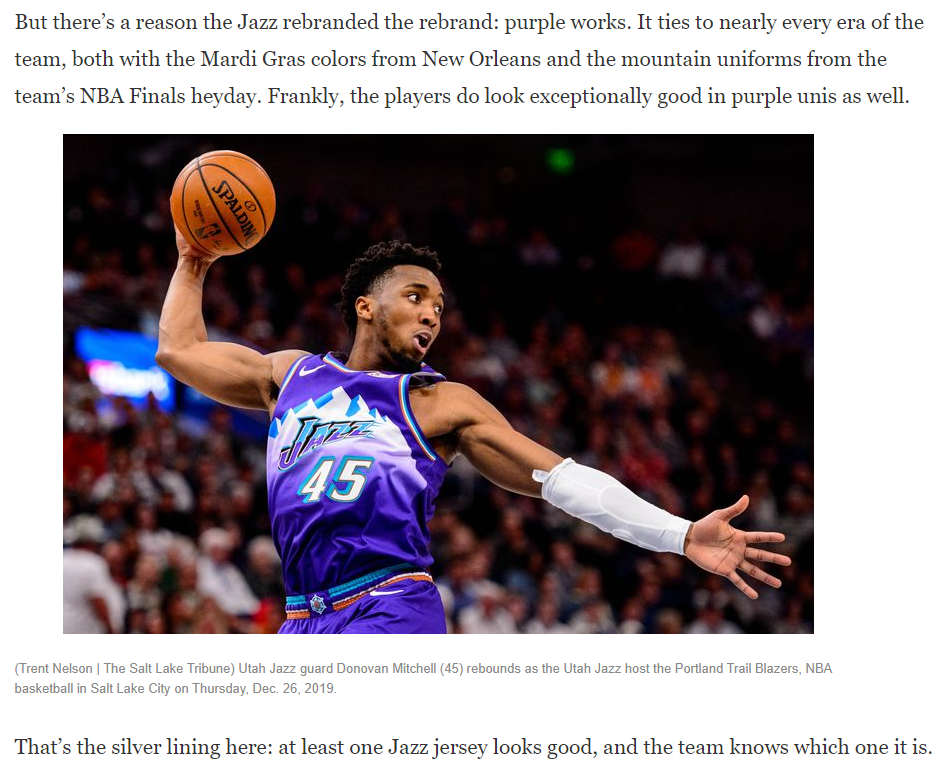 But there’s a reason the Jazz rebranded the rebrand: purple works. It ties to nearly every era of the
team, both with the Mardi Gras colors from New Orleans and the mountain uniforms from the
team’s NBA Finals heyday. Frankly, the players do look exceptionally good in purple unis as well.
SPALDING
JAZZ
45
(Trent Nelson | The Salt Lake Tribune) Utah Jazz guard Donovan Mitchell (45) rebounds as the Utah Jazz host the Portland Trail Blazers, NBA
basketball in Salt Lake City on Thursday, Dec. 26, 2019.
That’s the silver lining here: at least one Jazz jersey looks good, and the team knows which one it is.